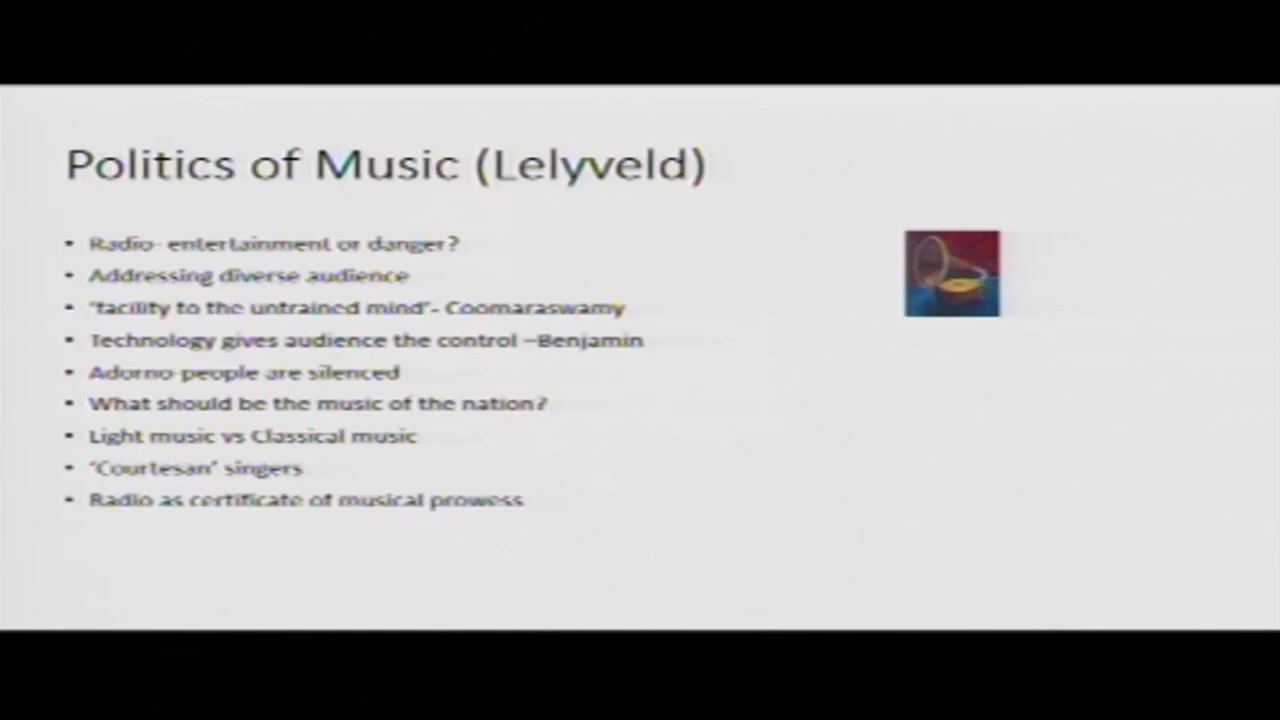 Politics of Music (Lelyveld)
• Radio- entertainment or danger?
• Addressing diverse audience
• "facility to the untrained mind"- Coomaraswamy
• Technology gives audience the control –Benjamin
• Adorno-people are silenced
• What should be the music of the nation?
• Light music vs Classical music
• 'Courtesan' singers
• Radio as certificate of musical prowess